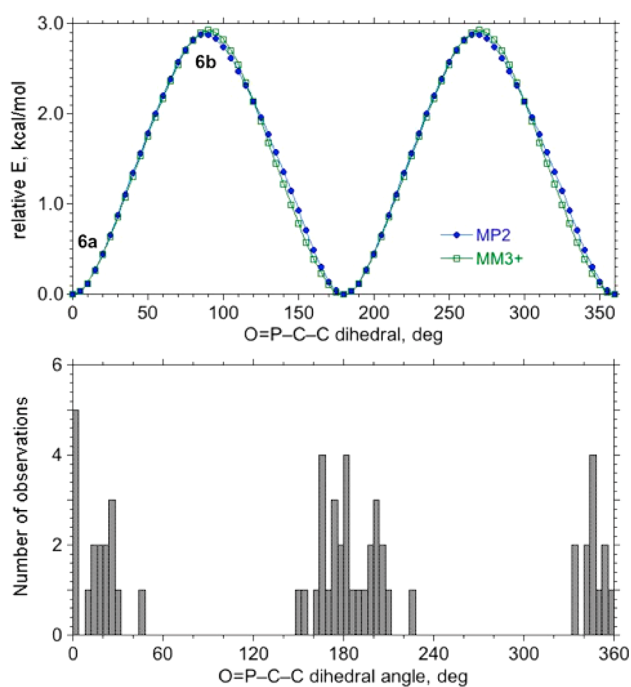 3.0
6b
2.0
relative E, kcal/mol
1.0
6a
MP2
MM3+
0.0
0 50 100 150 200 250 300 350
O=P–C–C dihedral, deg
6
4
Number of observations
2
0
0 60 120 180 240 300 360
O=P–C–C dihedral angle, deg